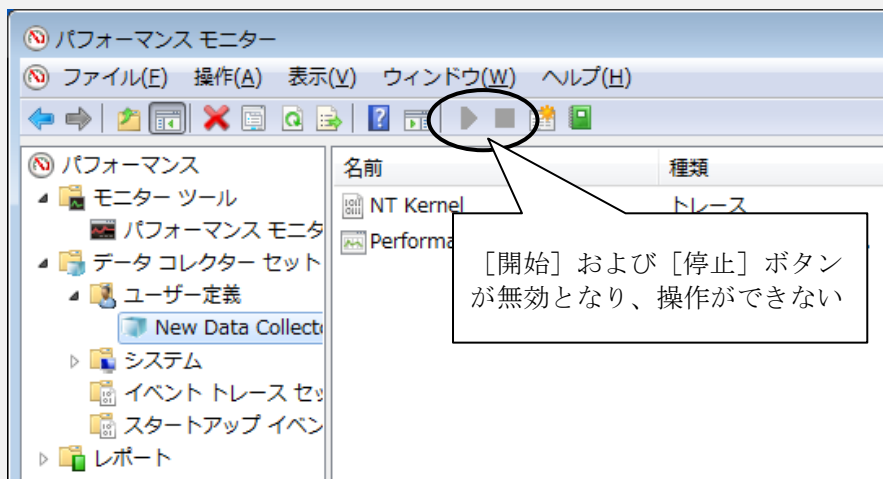 パフォーマンス モニター
ファイル(F) 操作(A) 表示(V) ウィンドウ(W) ヘルプ(H)
パフォーマンス
モニター ツール
パフォーマンス モニタ
データ コレクター セット
ユーザー定義
New Data Collect
システム
イベント トレース セッ
スタートアップ イベン
レポート
名前 種類
NT Kernel トレース
Performa
［開始］および［停止］ボタン
が無効となり、操作ができない